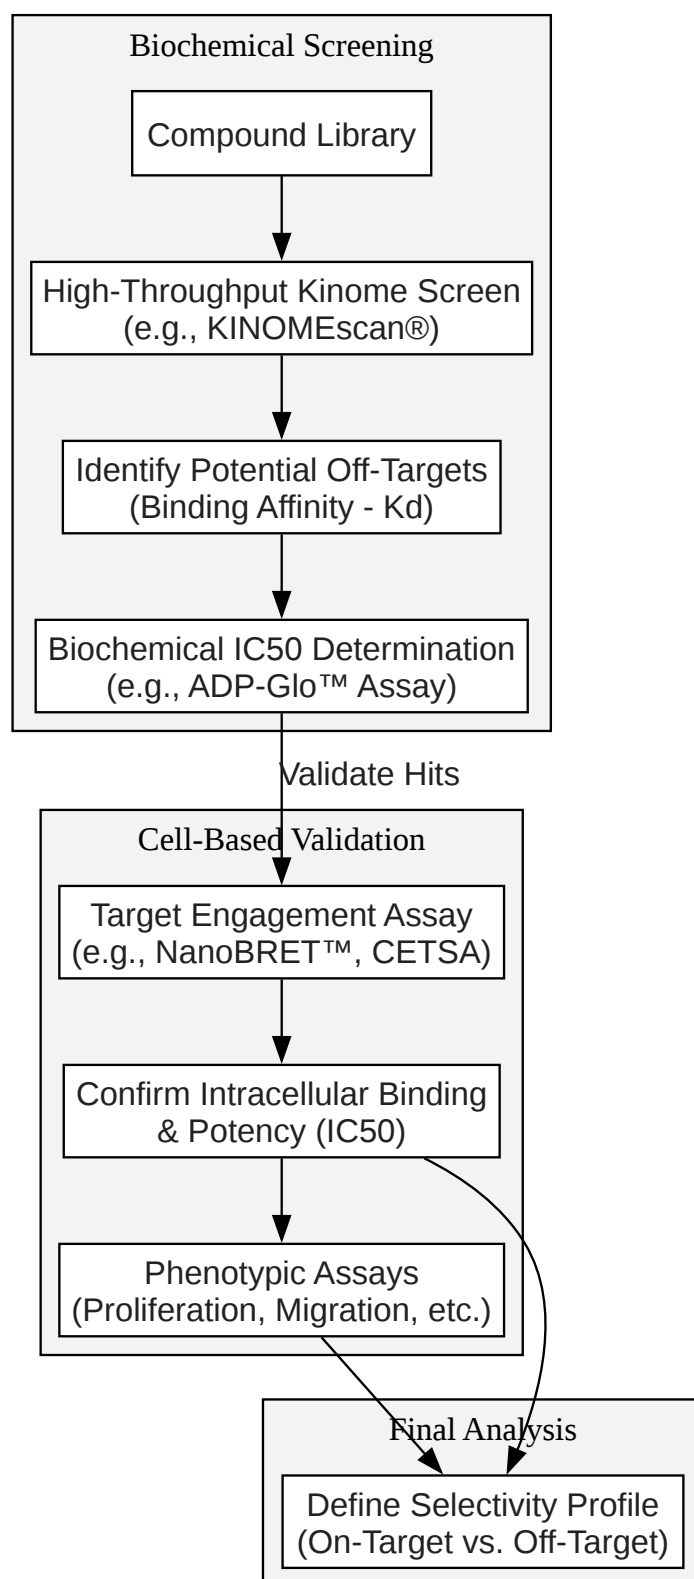 Biochemical Screening
Compound Library
High-Throughput Kinome Screen
(e.g., KINOMEscan®)
Identify Potential Off-Targets
(Binding Affinity - Kd)
Biochemical IC50 Determination
(e.g., ADP-Glo™ Assay)
Validate Hits
Cell-Based Validation
Target Engagement Assay
(e.g., NanoBRET™, CETSA)
Confirm Intracellular Binding
& Potency (IC50)
Phenotypic Assays
(Proliferation, Migration, etc.)
Final Analysis
Define Selectivity Profile
(On-Target vs. Off-Target)